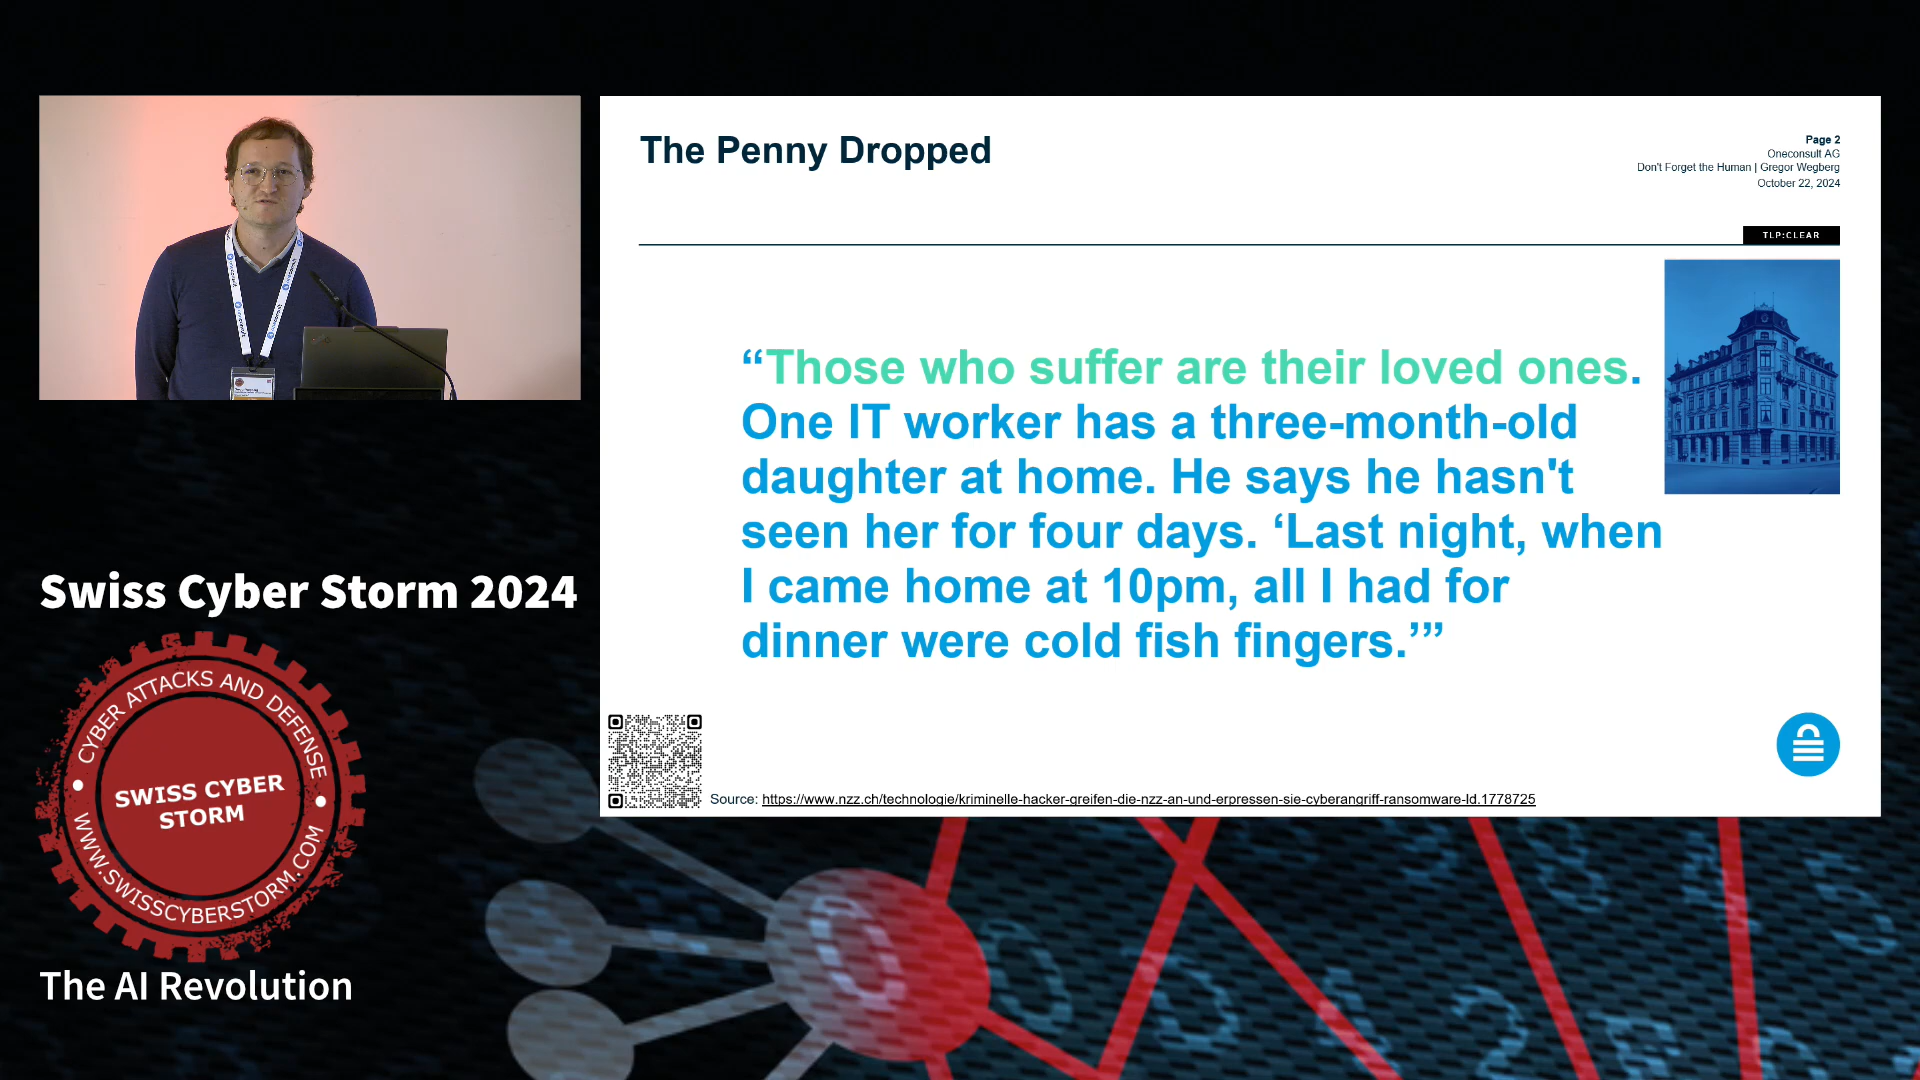 The Penny Dropped
Page 2
Oneconsult AG
Don't Forget the Human | Gregor Wegberg
October 22, 2024
TLP:CLEAR
“Those who suffer are their loved ones.
One IT worker has a three-month-old
daughter at home. He says he hasn't
seen her for four days. ‘Last night, when
I came home at 10pm, all I had for
dinner were cold fish fingers.’”
Source: https://www.nzz.ch/technologie/kriminelle-hacker-greifen-die-nzz-an-und-erpressen-sie-cyberangriff-ransomware-ld.1778725
Swiss Cyber Storm 2024
CYBER ATTACKS AND DEFENSE
SWISS CYBER
STORM
WWW.SWISSCYBERSTORM.COM
The AI Revolution